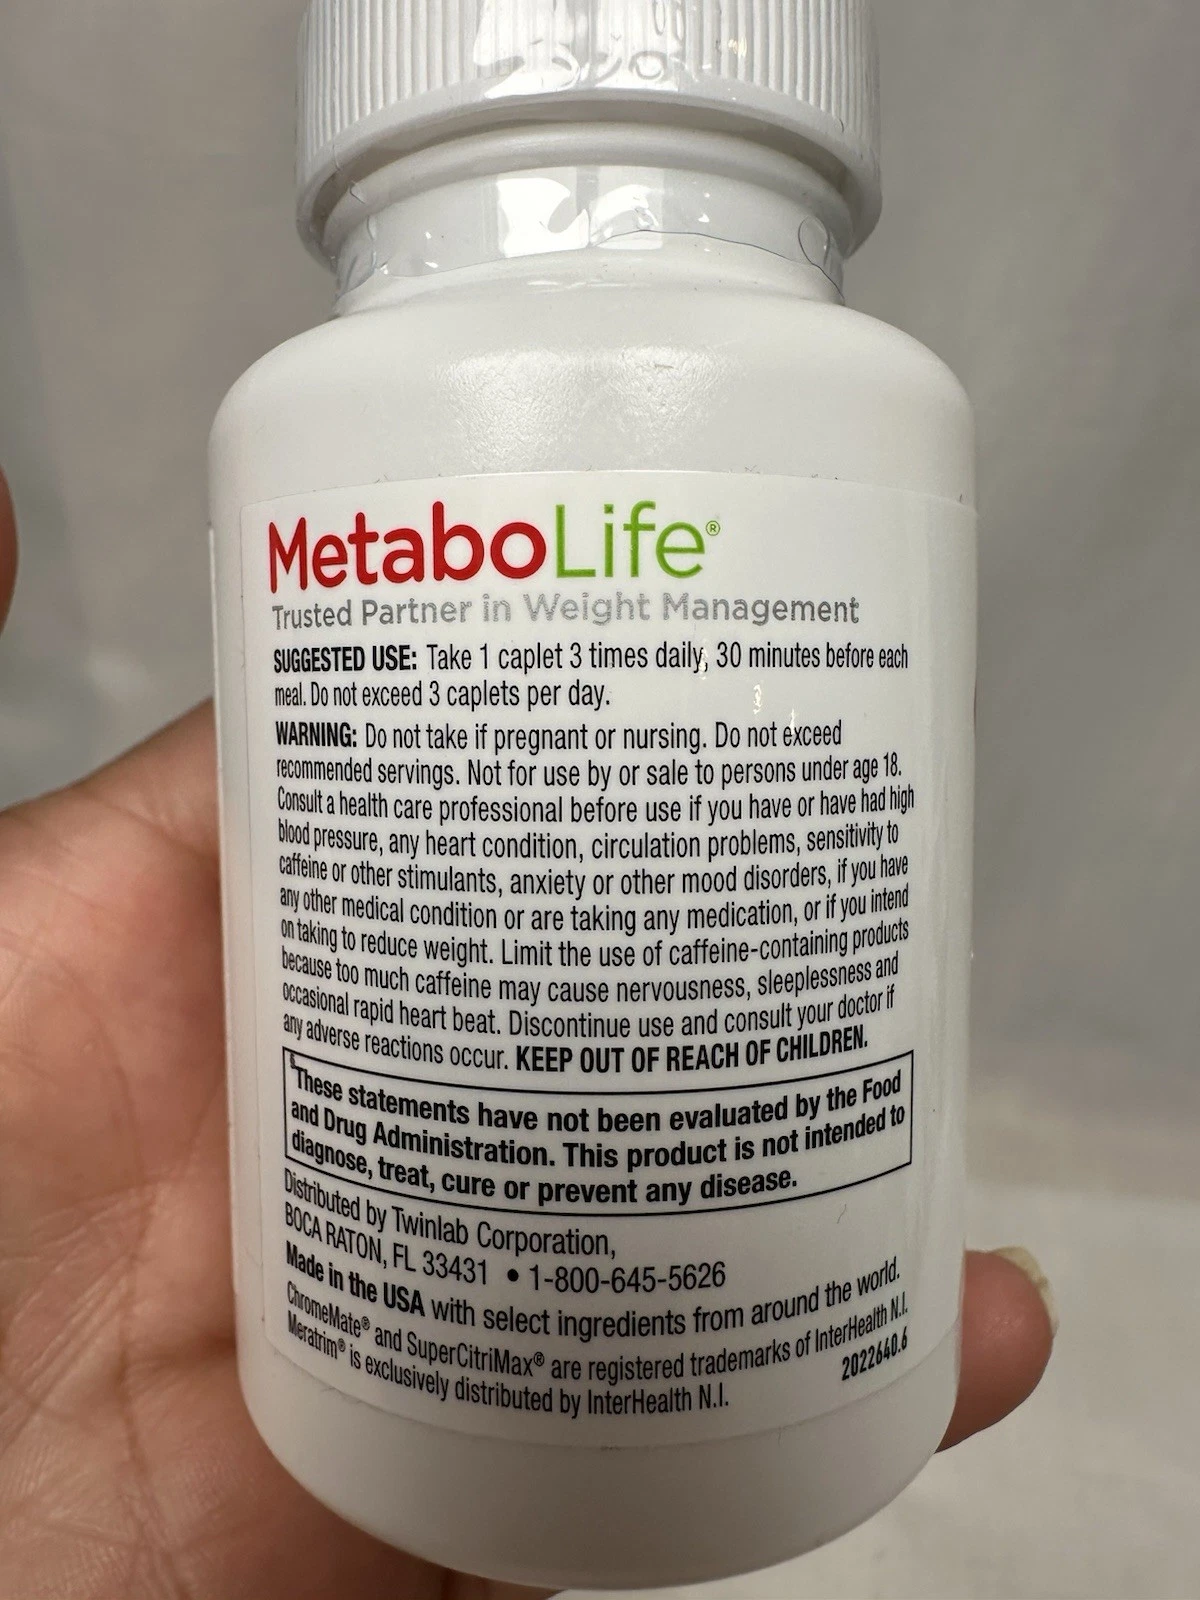 MetaboLife®
Trusted Partner in Weight Management
SUGGESTED USE: Take 1 caplet 3 times daily, 30 minutes before each
meal. Do not exceed 3 caplets per day.
WARNING: Do not take if pregnant or nursing. Do not exceed
recommended servings. Not for use by or sale to persons under age 18.
Consult a health care professional before use if you have or have had high
blood pressure, any heart condition, circulation problems, sensitivity to
caffeine or other stimulants, anxiety or other mood disorders, if you have
any other medical condition or are taking any medication, or if you intend
on taking to reduce weight. Limit the use of caffeine-containing products
because too much caffeine may cause nervousness, sleeplessness and
occasional rapid heart beat. Discontinue use and consult your doctor if
any adverse reactions occur. KEEP OUT OF REACH OF CHILDREN.
§These statements have not been evaluated by the Food
and Drug Administration. This product is not intended to
diagnose, treat, cure or prevent any disease.
Distributed by Twinlab Corporation,
BOCA RATON, FL 33431 • 1-800-645-5626
Made in the USA with select ingredients from around the world.
ChromeMate® and SuperCitriMax® are registered trademarks of InterHealth N.I.
Meratrim® is exclusively distributed by InterHealth N.I.
2022640.6